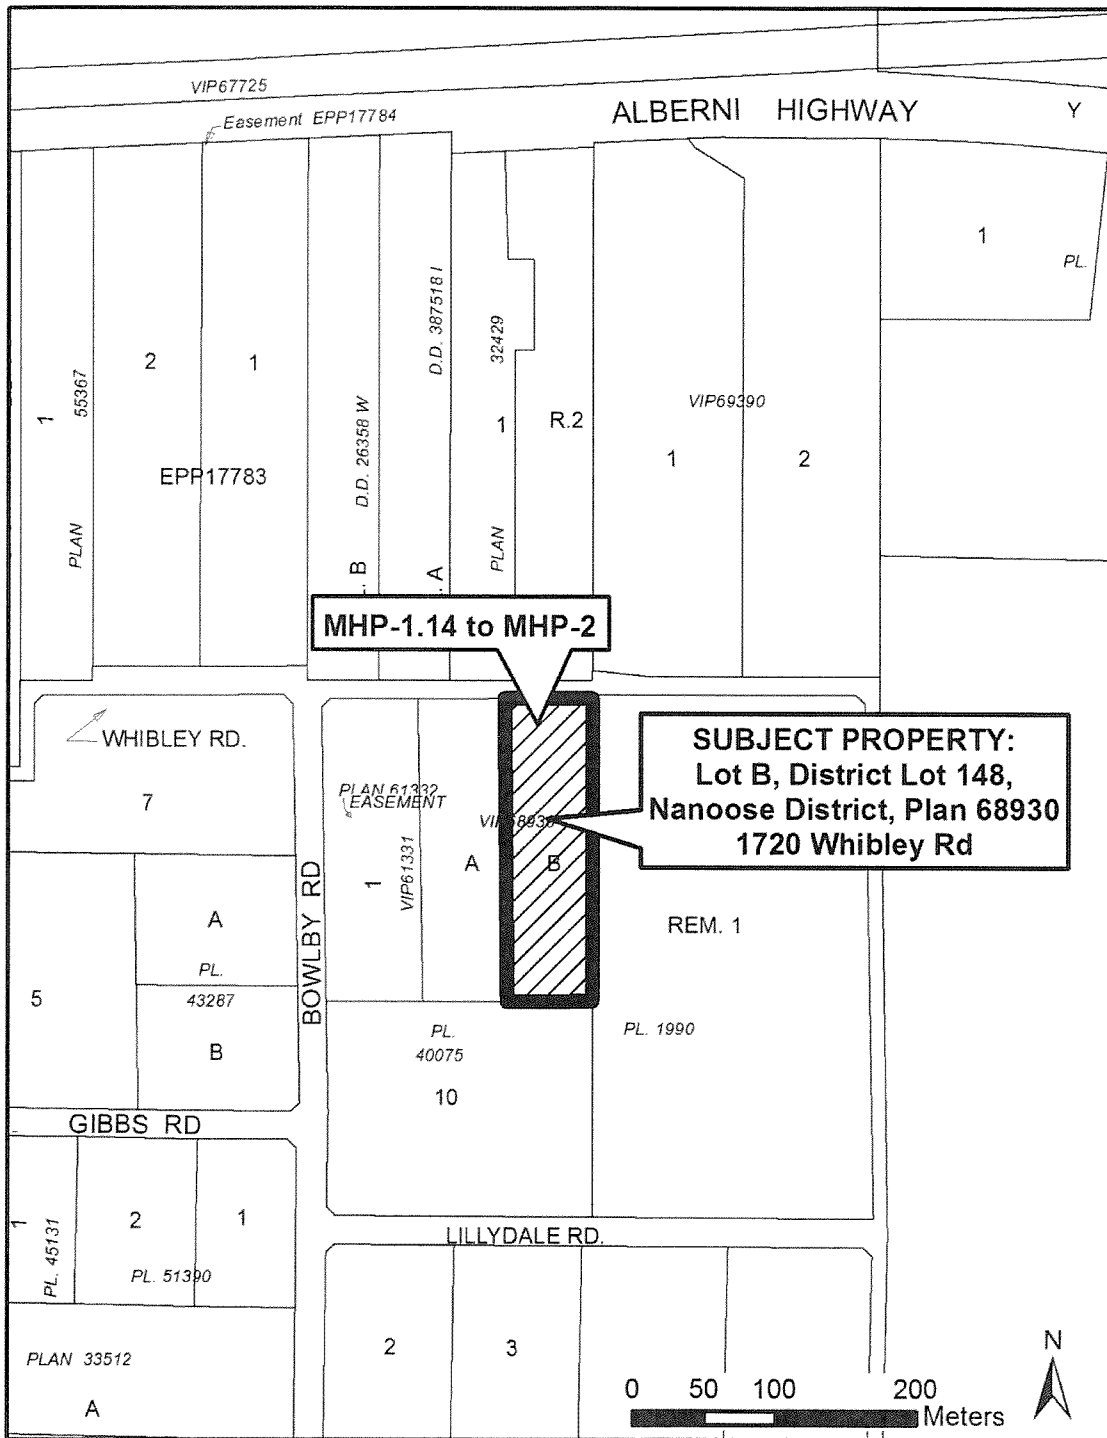 VIP67725
Easement EPP17784
ALBERNI HIGHWAY
Y
1
PL.
1
PLAN 55367
2
1
EPP17783
D.D. 26358 W
B
D.D. 387518 I
A
PLAN 32429
1
R.2
VIP69390
1
2
MHP-1.14 to MHP-2
WHIBLEY RD.
7
PLAN 61332
EASEMENT
1
VIP61331
A
B
SUBJECT PROPERTY:
Lot B, District Lot 148,
Nanoose District, Plan 68930
1720 Whibley Rd
BOWLBY RD
REM. 1
PL. 1990
5
A
PL.
43287
B
PL.
40075
10
GIBBS RD
1
PL. 45131
2
1
PL. 51390
LILLYDALE RD.
PLAN 33512
A
2
3
N
0 50 100 200
Meters